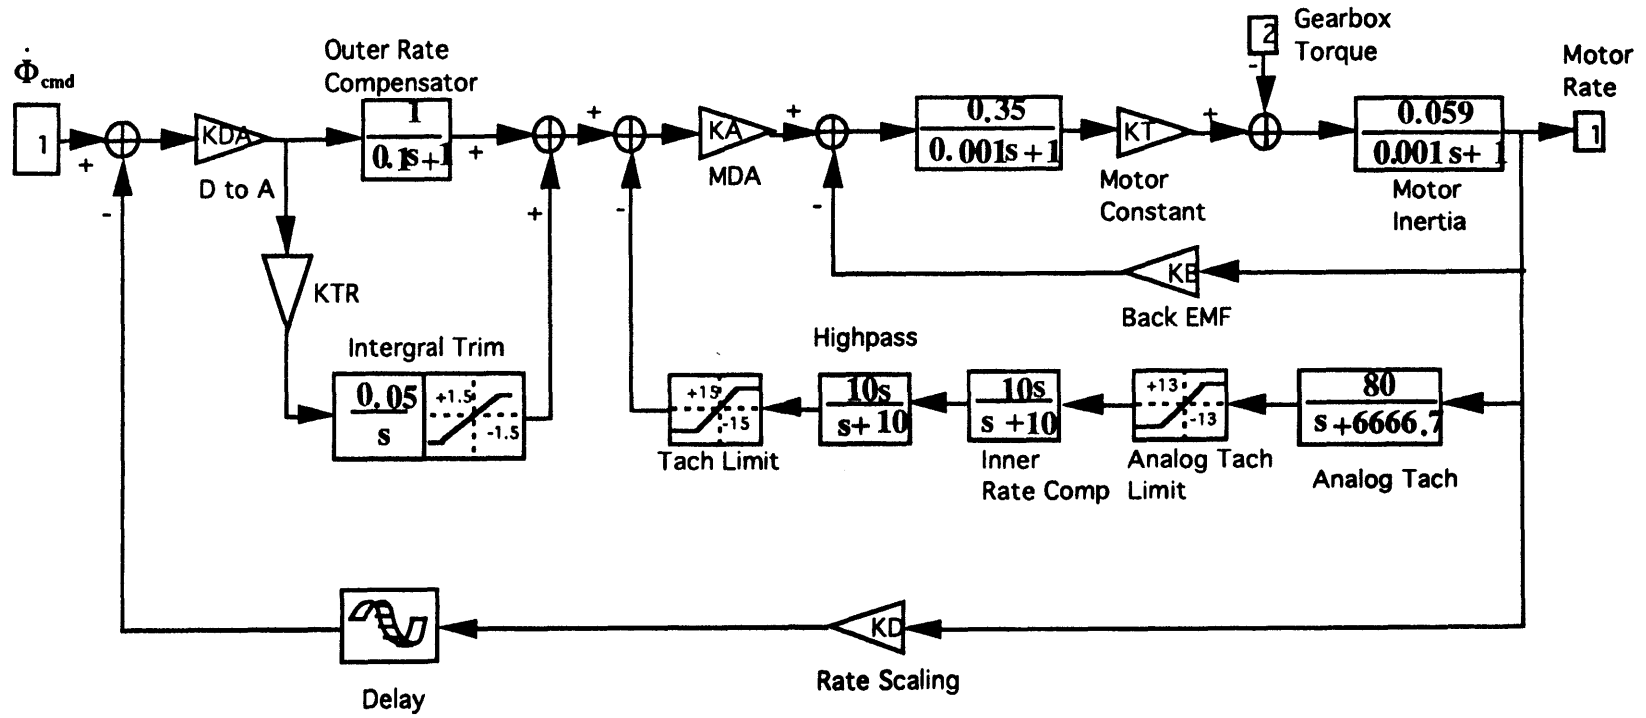 Φ̇cmd
1
+
-
KDA
D to A
Outer Rate
Compensator
1
0.1s+1
+
+
+
-
KA
MDA
+
-
0.35
0.001s+1
KT
Motor
Constant
+
2
-
Gearbox
Torque
0.059
0.001s+ 1
Motor
Inertia
Motor
Rate
1
KTR
Intergral Trim
0.05
s
+1.5
-1.5
KE
Back EMF
Highpass
+15
-15
Tach Limit
10s
s+ 10
10s
s +10
Inner
Rate Comp
+13
-13
Analog Tach
Limit
80
s+6666.7
Analog Tach
Delay
KD
Rate Scaling